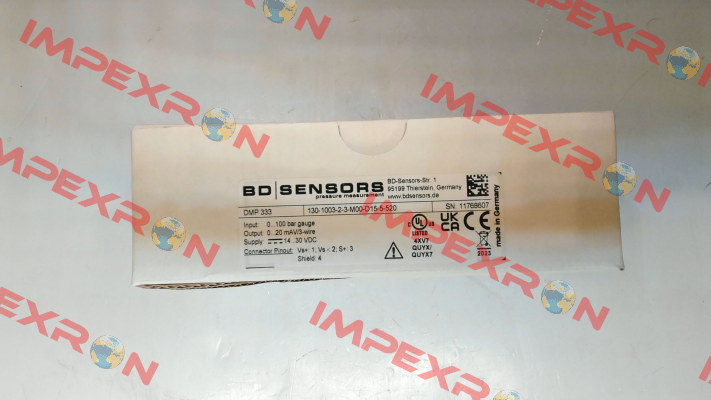 BD|SENSORS
pressure measurement
BD-Sensors-Str. 1
95199 Thierstein, Germany
www.bdsensors.de
DMP 333
130-1003-2-3-M00-D15-5-520
SN: 11768607
Input: 0...100 bar gauge
Output: 0...20 mA\/3-wire
Supply: 14...30 VDC
Connector Pinout: Vs+: 1; Vs-: 2; S+: 3
Shield: 4
C UL US
LISTED
4XV7
QUYX/
QUYX7
UK
CA
2023
made in Germany
IMPEXRON
IMPEXRON
IMPEXRON
IMPEXRON
IMPEXRON
IMPEXRON
IMPEXRON